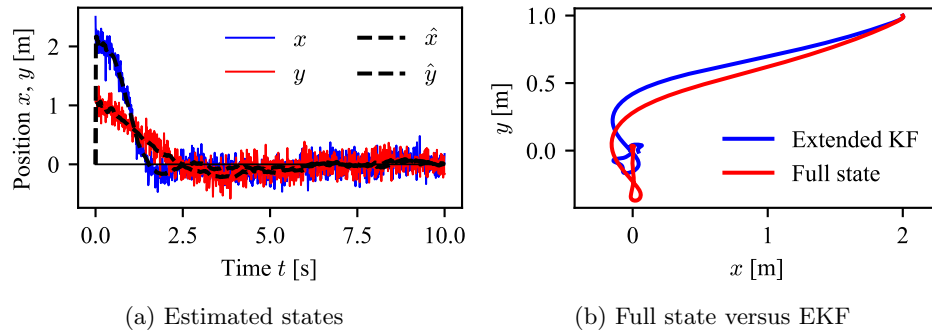 Position x, y [m]
2
1
0
x
y
x̂
ŷ
0.0
2.5
5.0
7.5
10.0
Time t [s]
(a) Estimated states
y [m]
1.0
0.5
0.0
Extended KF
Full state
0
1
2
x [m]
(b) Full state versus EKF